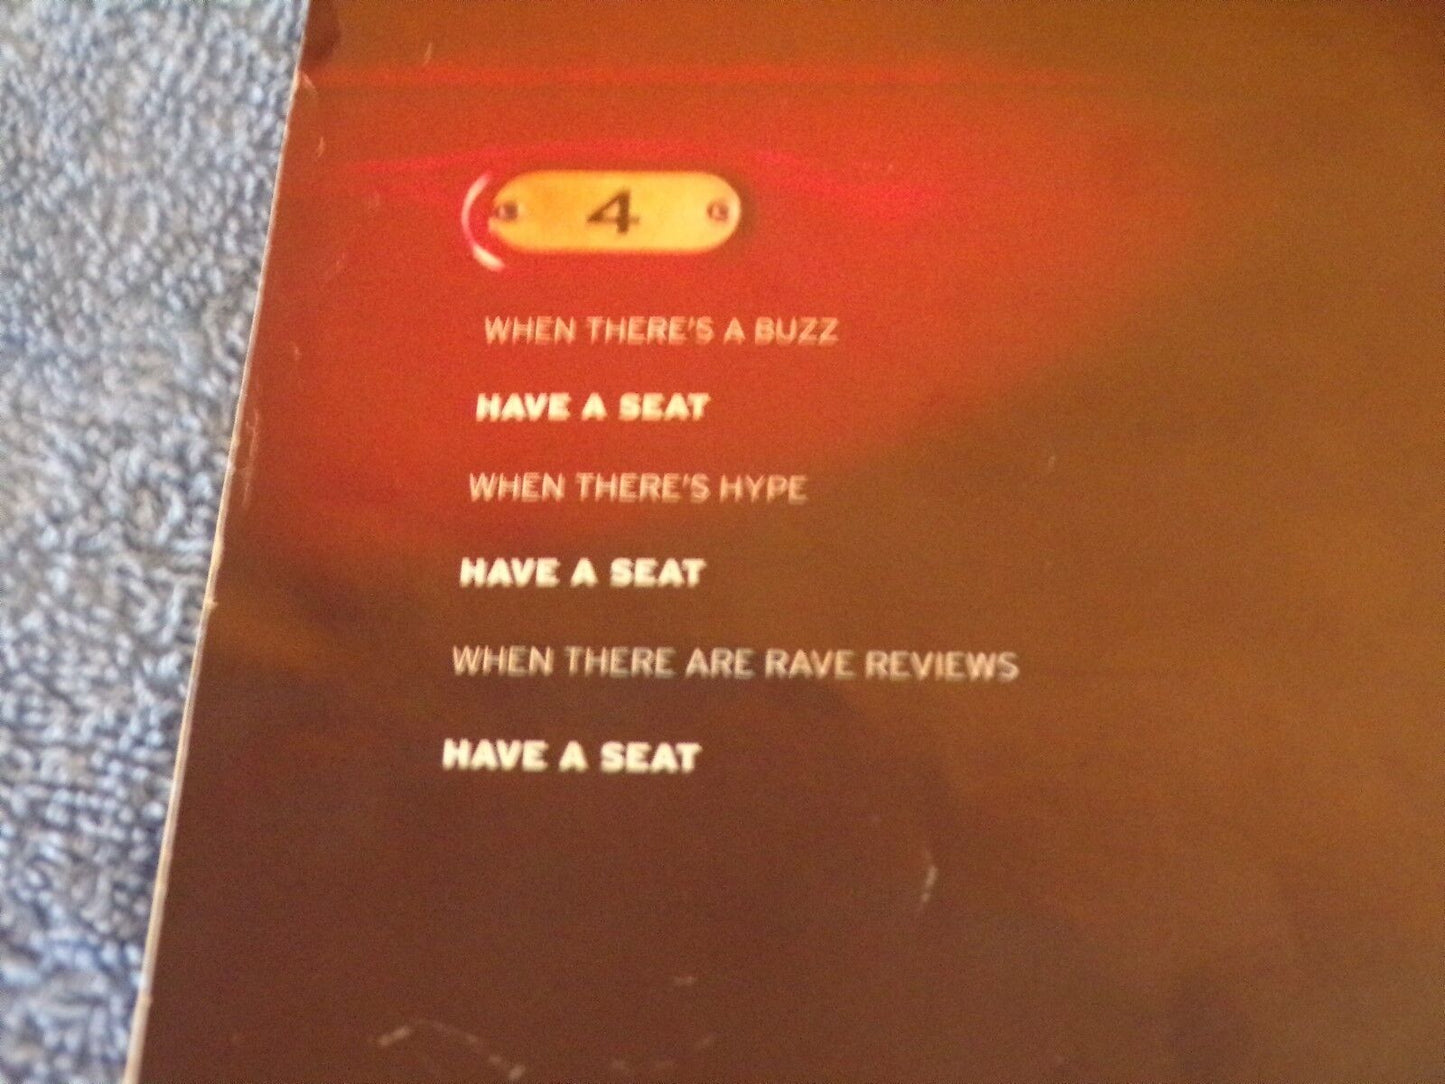 4
WHEN THERE'S A BUZZ
HAVE A SEAT
WHEN THERE'S HYPE
HAVE A SEAT
WHEN THERE ARE RAVE REVIEWS
HAVE A SEAT